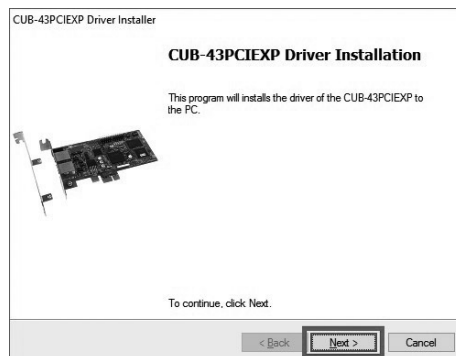 CUB-43PCIEXP Driver Installer
CUB-43PCIEXP Driver Installation
This program will installs the driver of the CUB-43PCIEXP to
the PC.
To continue, click Next.
< Back
Next >
Cancel